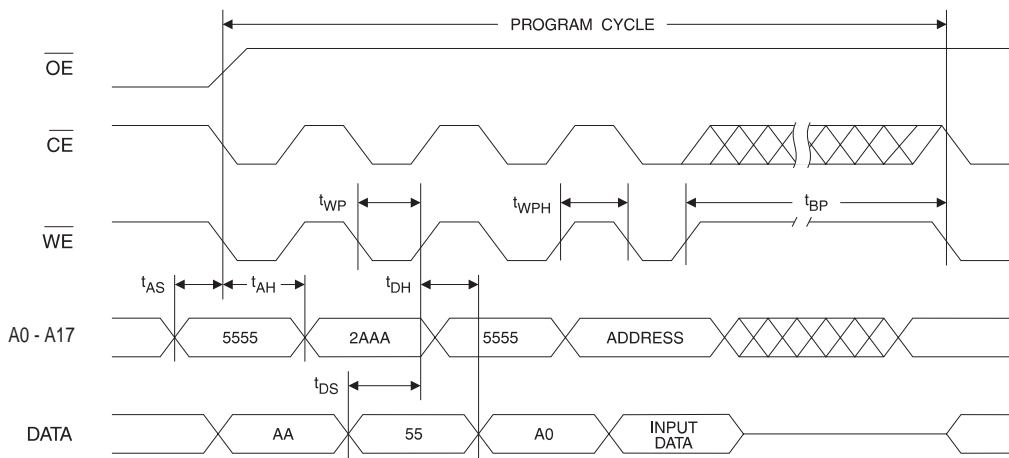 PROGRAM CYCLE
OE
CE
tWP
tWPH
tBP
WE
tAS
tAH
tDH
A0 - A17
5555
2AAA
5555
ADDRESS
tDS
DATA
AA
55
A0
INPUT
DATA